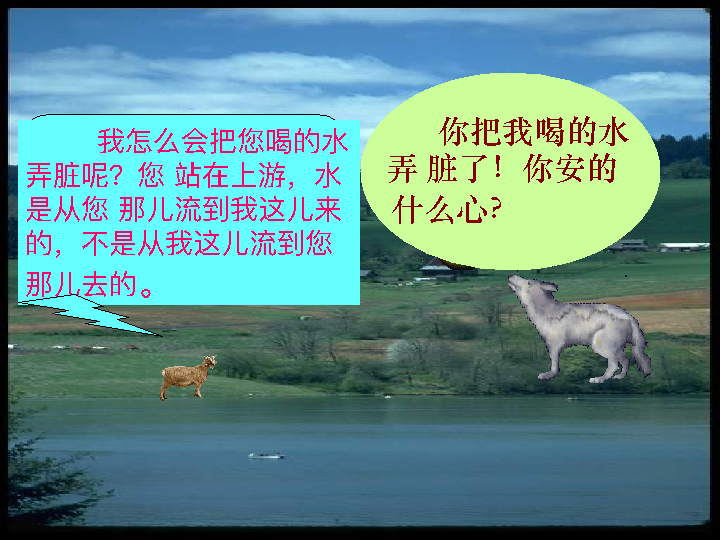 我怎么会把您喝的水
弄脏呢？您 站在上游，水
是从您 那儿流到我这儿来
的，不是从我这儿流到您
那儿去的。
你把我喝的水
弄 脏了！你安的
什么心？